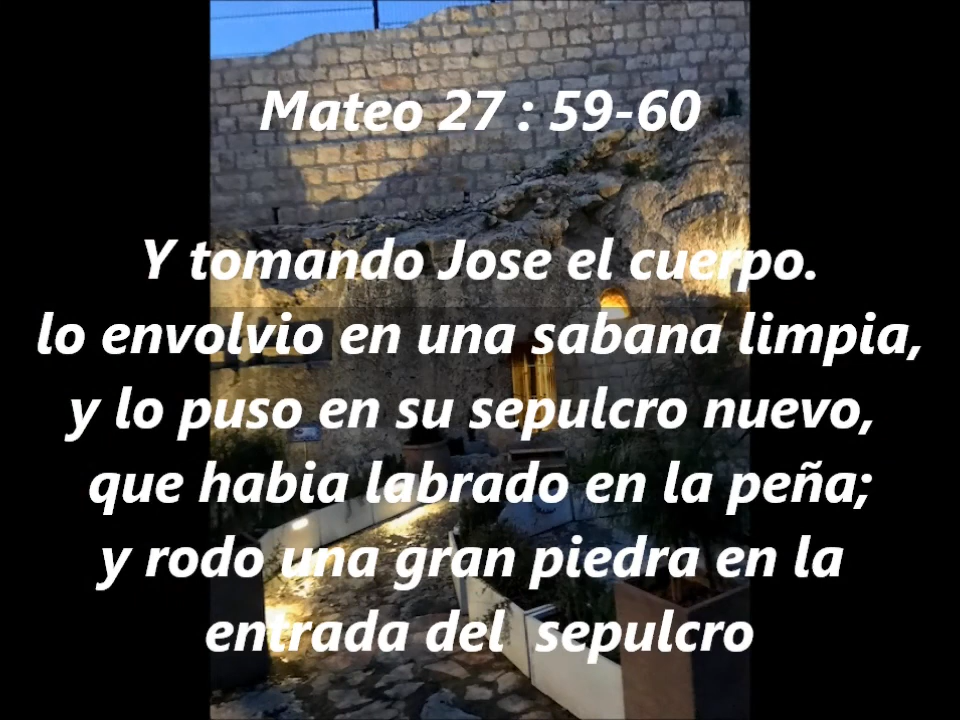 Mateo 27 : 59-60
Y tomando Jose el cuerpo.
lo envolvio en una sabana limpia,
y lo puso en su sepulcro nuevo,
que habia labrado en la peña;
y rodo una gran piedra en la
entrada del sepulcro